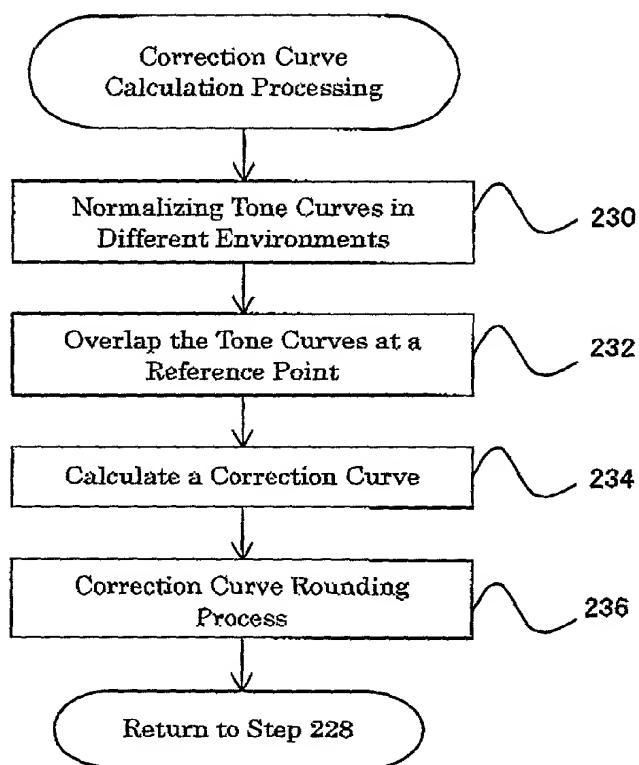 Correction Curve
Calculation Processing
Normalizing Tone Curves in
Different Environments
230
Overlap the Tone Curves at a
Reference Point
232
Calculate a Correction Curve
234
Correction Curve Rounding
Process
236
Return to Step 228